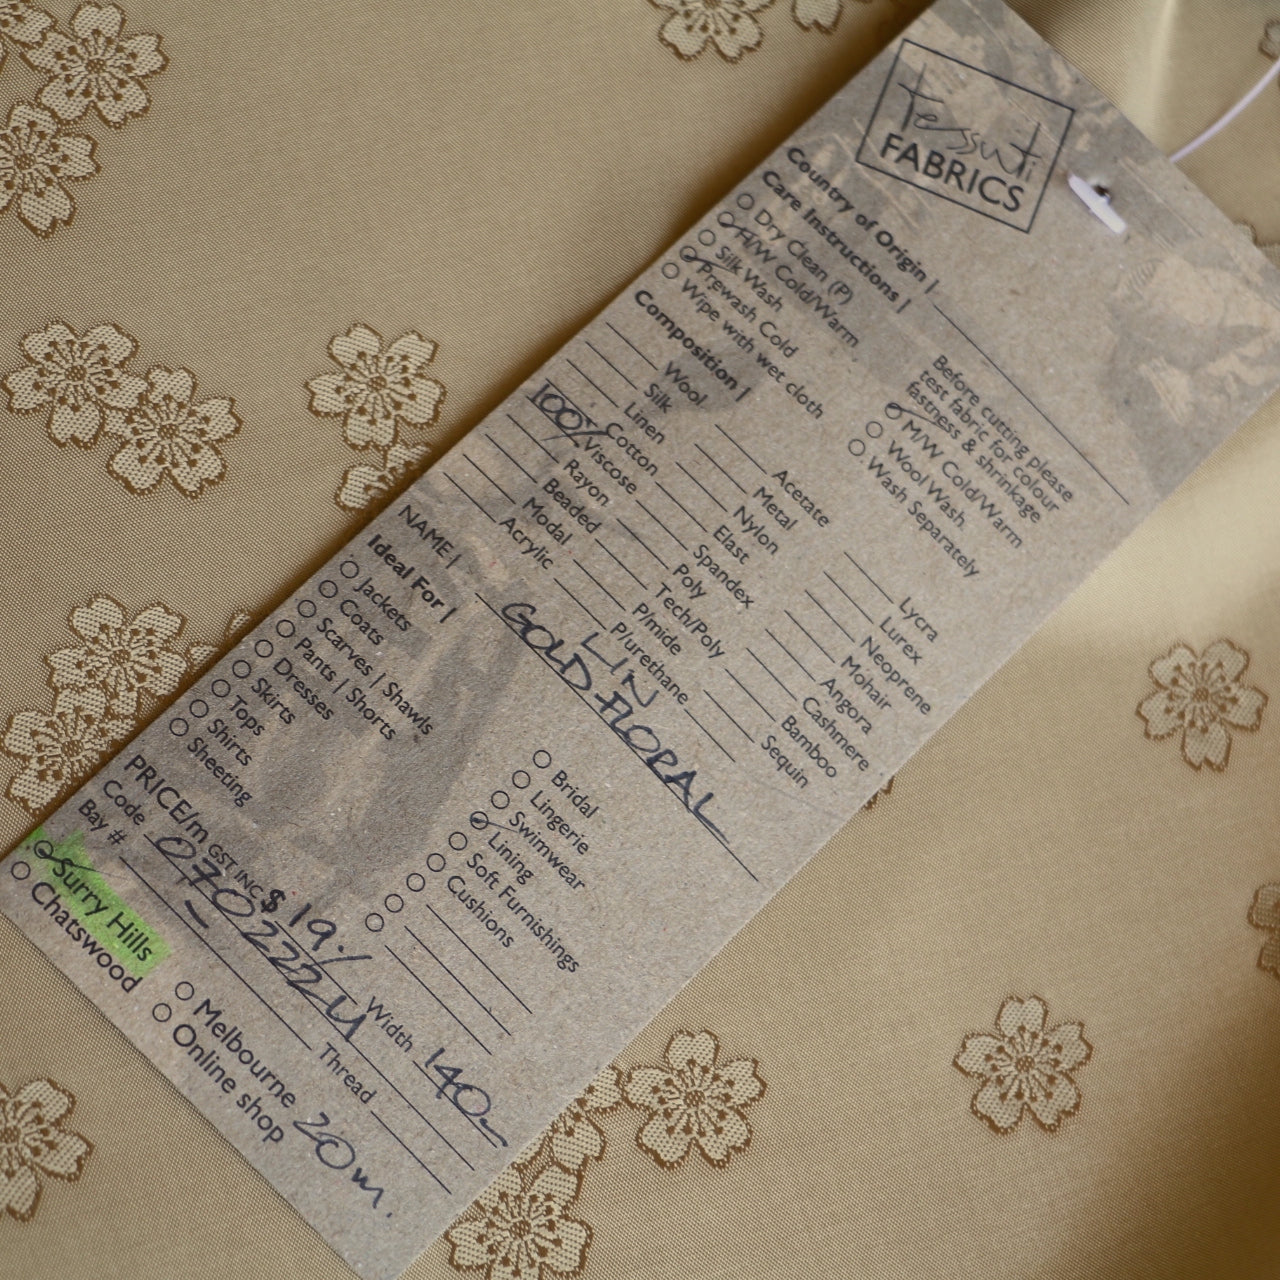 tessuti
FABRICS
Country of Origin |
Care Instructions |
Dry Clean (P)
H/W Cold/Warm
Silk Wash
Prewash Cold
Wipe with wet cloth
Before cutting please
test fabric for colour
fastness & shrinkage
M/W Cold/Warm
Wool Wash
Wash Separately
Composition |
Wool
Silk
Linen
Cotton
100% Viscose
Rayon
Beaded
Modal
Acrylic
Acetate
Metal
Nylon
Elast
Spandex
Poly
Tech/Poly
P/mide
P/urethane
Lycra
Lurex
Neoprene
Mohair
Angora
Cashmere
Bamboo
Sequin
NAME | LIN
GOLD FLORAL
Ideal For |
Jackets
Coats
Scarves | Shawls
Pants | Shorts
Dresses
Skirts
Tops
Shirts
Sheeting
Bridal
Lingerie
Swimwear
Lining
Soft Furnishings
Cushions
PRICE/m GST INC $19.
Width 140
Code 070222U
Thread
Bay # -
Surry Hills
Chatswood
Melbourne
Online shop
20m.